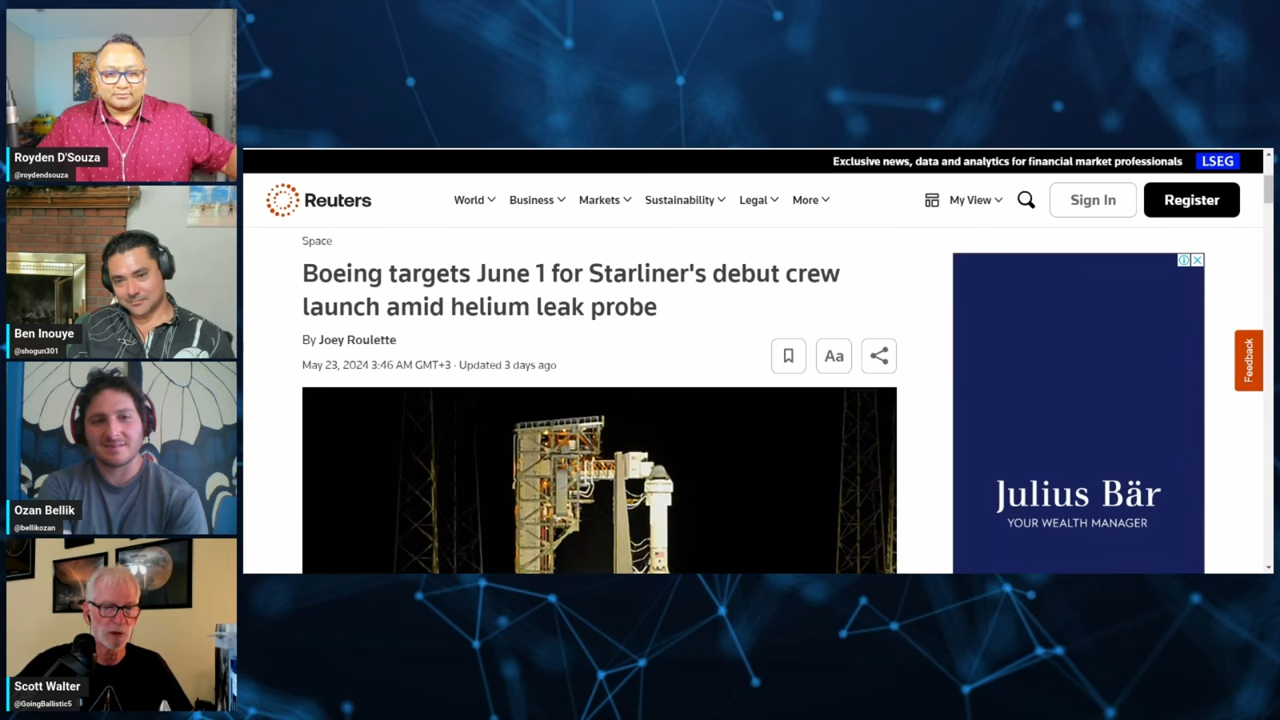 Royden D'Souza
@roydendsouza
Ben Inouye
@shogun301
Ozan Bellik
@bellikozan
Scott Walter
@GoingBallistic5
Exclusive news, data and analytics for financial market professionals LSEG
Reuters World Business Markets Sustainability Legal More My View Sign In Register
Space
Boeing targets June 1 for Starliner's debut crew
launch amid helium leak probe
By Joey Roulette
May 23, 2024 3:46 AM GMT+3 · Updated 3 days ago
Aa
Feedback
Julius Bär
YOUR WEALTH MANAGER